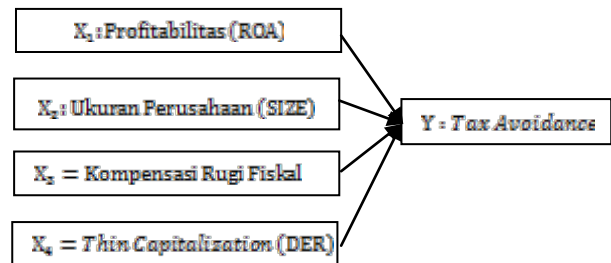 X₁:Profitabilitas (ROA)
X₂: Ukuran Perusahaan (SIZE)
Y : Tax Avoidance
X₃ = Kompensasi Rugi Fiskal
X₄ = Thin Capitalization (DER)